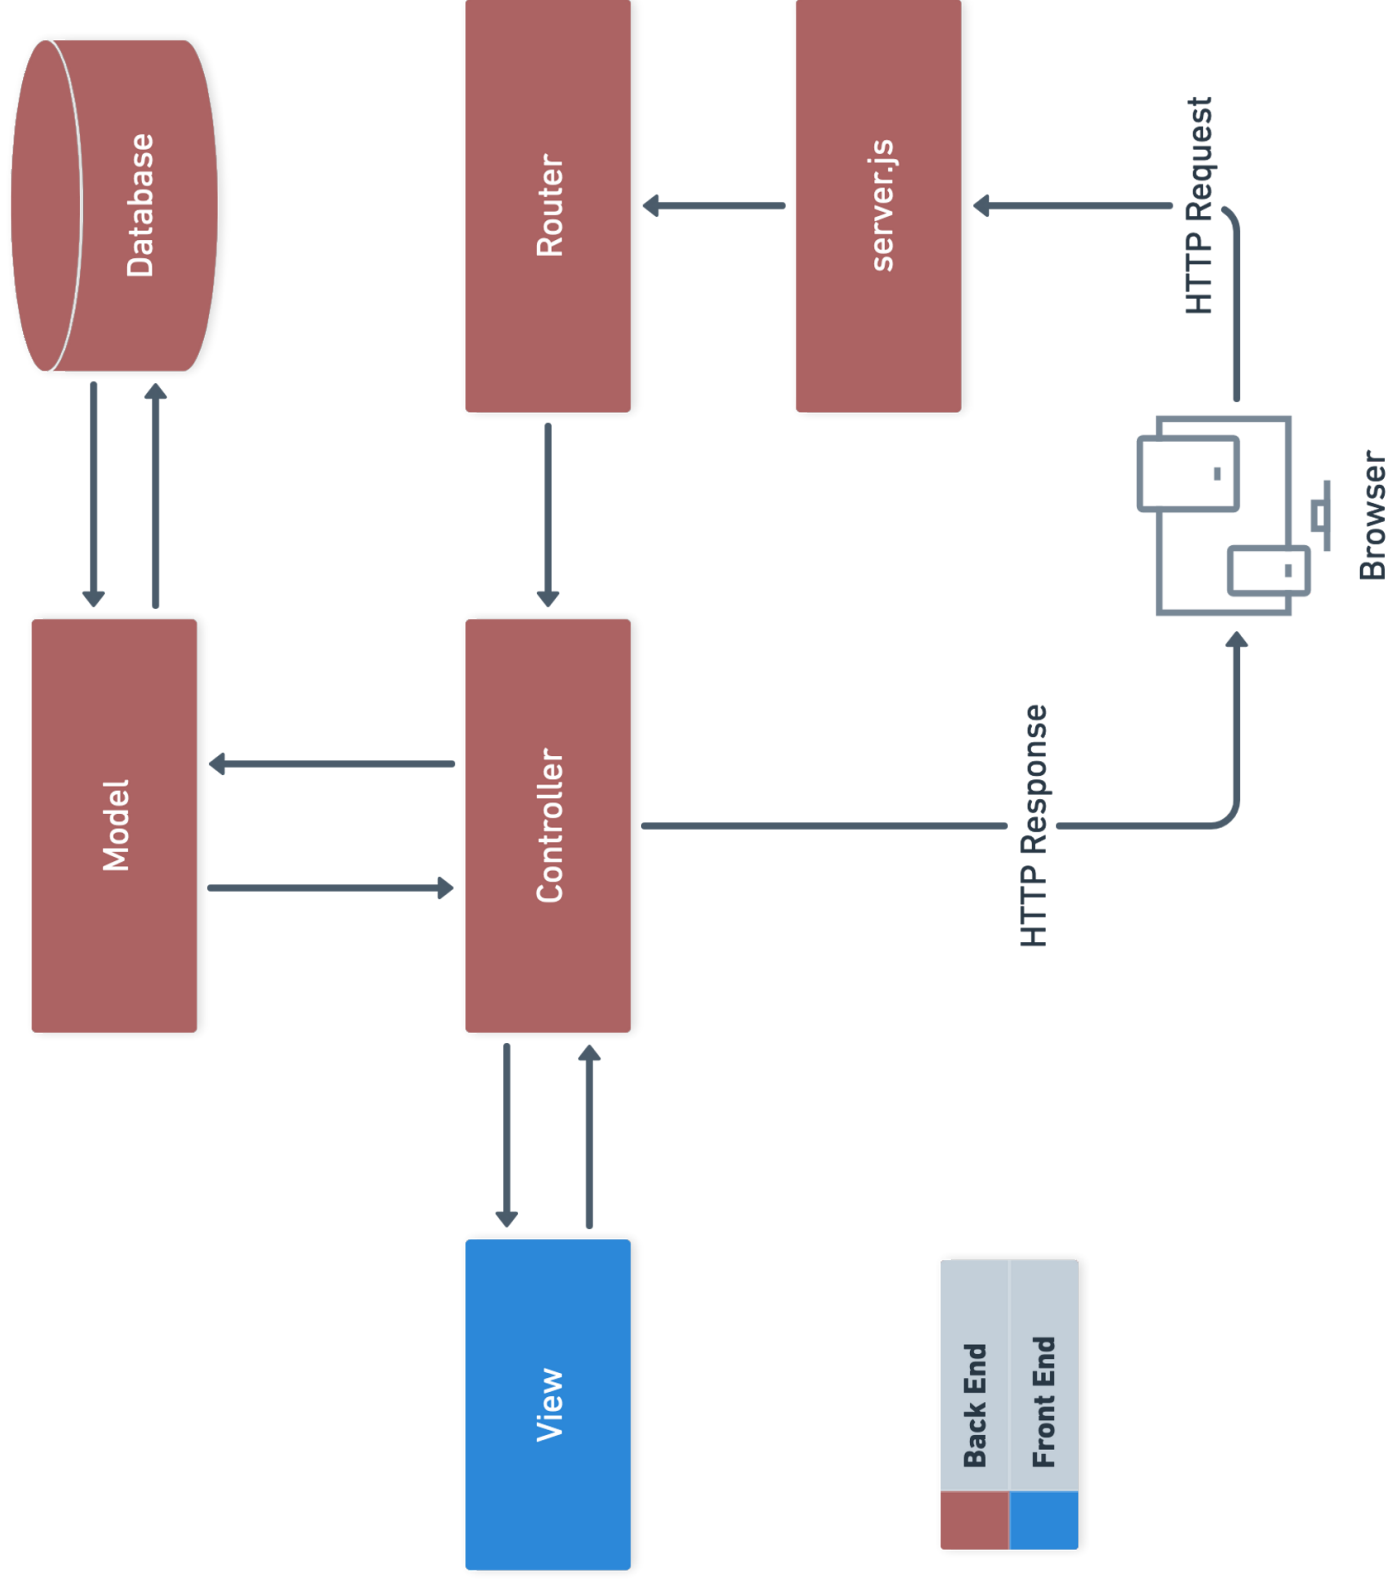 Database
Router
server.js
HTTP Request
Model
Controller
HTTP Response
Browser
View
Back End
Front End